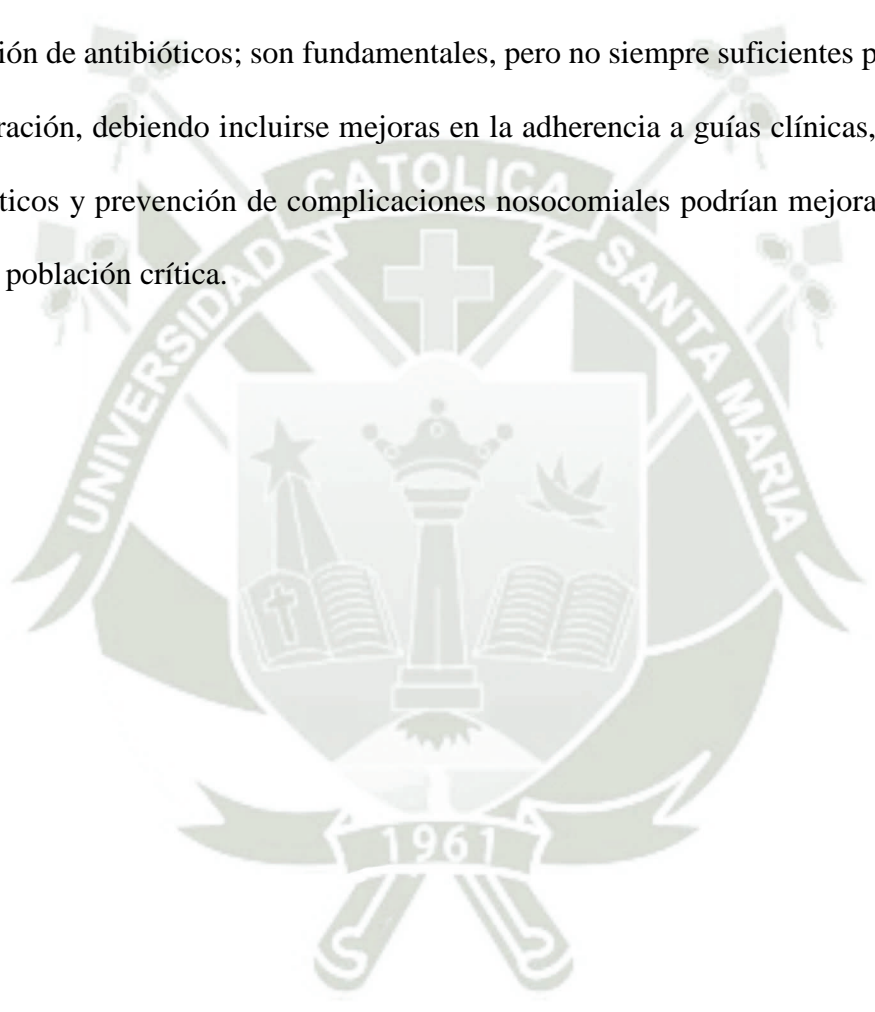 ción de antibióticos; son fundamentales, pero no siempre suficientes p
ración, debiendo incluirse mejoras en la adherencia a guías clínicas,
ticos y prevención de complicaciones nosocomiales podrían mejora
población crítica.
UNIVERSIDAD CATOLICA SANTA MARIA
1961